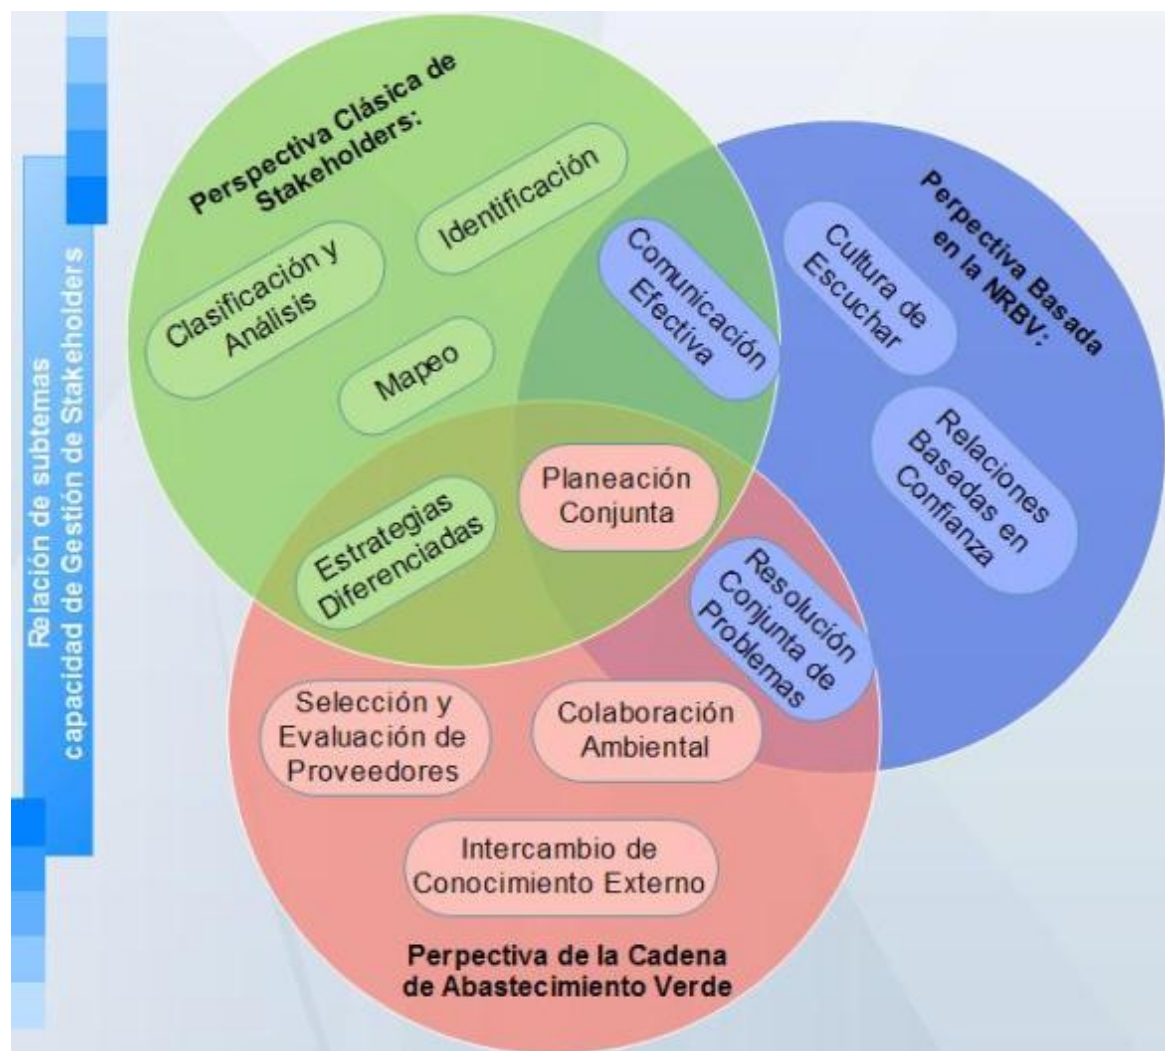 Relación de subtemas
capacidad de Gestión de Stakeholders
Perspectiva Clásica de
Stakeholders:
Identificación
Clasificación y
Análisis
Mapeo
Comunicación
Efectiva
Perpectiva Basada
en la NRBV:
Cultura de
Escuchar
Relaciones
Basadas en
Confianza
Planeación
Conjunta
Estrategias
Diferenciadas
Resolución
Conjunta de
Problemas
Selección y
Evaluación de
Proveedores
Colaboración
Ambiental
Intercambio de
Conocimiento Externo
Perpectiva de la Cadena
de Abastecimiento Verde